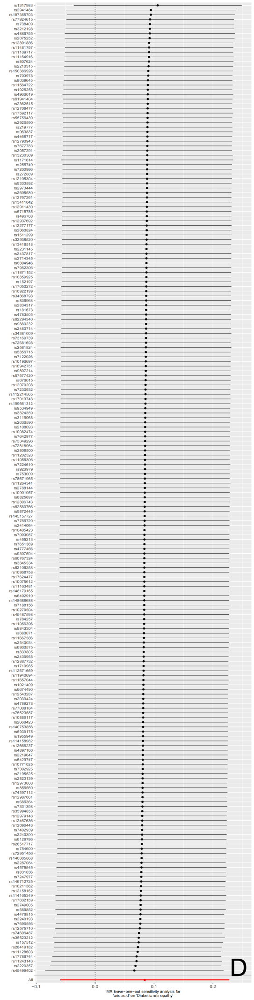 rs1317983
rs2941484
rs187355703
rs77924615
rs738409
rs3212198
rs4886755
rs2075252
rs12891886
rs11481757
rs11109717
rs11164916
rs807624
rs2210315
rs150386926
rs703978
rs8039645
rs11564722
rs1925258
rs4966019
rs61941404
rs2362515
rs12708477
rs17592117
rs55756439
rs2926590
rs219777
rs963837
rs4468717
rs12790943
rs7677783
rs2057291
rs13230509
rs1171614
rs255749
rs7200986
rs272889
rs12105304
rs9333592
rs2973444
rs2695580
rs12767261
rs13411042
rs12911430
rs6715785
rs496708
rs12937692
rs12277177
rs2060824
rs1511299
rs33938520
rs13418518
rs2231145
rs2437817
rs2714345
rs6804946
rs7952306
rs11871152
rs10859925
rs152197
rs17050272
rs10922199
rs34868798
rs836968
rs2834317
rs181673
rs4783505
rs62294340
rs9880232
rs2480714
rs34381009
rs73169739
rs72681698
rs2581824
rs5856715
rs7122026
rs10196697
rs16942751
rs9807214
rs57577420
rs676015
rs12070208
rs7230932
rs112214565
rs17013743
rs199661312
rs9534949
rs3824359
rs3116068
rs2636590
rs2108093
rs10082474
rs7642977
rs73349296
rs72818964
rs2808500
rs11202328
rs11056306
rs7224610
rs926979
rs753009
rs78671965
rs11264341
rs2788144
rs10901057
rs6825697
rs12806743
rs62580766
rs9872445
rs145157727
rs7766720
rs2414064
rs10405423
rs7093087
rs455213
rs7651369
rs4777466
rs9307594
rs60767324
rs3845534
rs62106258
rs10868758
rs17624477
rs10075612
rs11163481
rs148179165
rs6492910
rs148688688
rs7188156
rs10279504
rs45487598
rs784257
rs11056396
rs9843304
rs680071
rs11667586
rs2540034
rs6860575
rs833805
rs2436958
rs12887732
rs1719985
rs112671669
rs11940694
rs11657044
rs1021409
rs6674490
rs12543287
rs2039424
rs4789278
rs77008184
rs75523587
rs10886117
rs2668423
rs140753856
rs6939175
rs1955949
rs114158982
rs12666237
rs4897160
rs2219647
rs6429747
rs10771025
rs7302925
rs2195525
rs2823139
rs12973608
rs856560
rs74397112
rs12987661
rs686364
rs7331398
rs35994853
rs12979148
rs12467636
rs12096443
rs7402939
rs2240390
rs6129786
rs28517717
rs754600
rs72951456
rs140885868
rs2287084
rs4575545
rs831036
rs7247977
rs146712725
rs10211562
rs12158162
rs114165349
rs17632159
rs2749005
rs589852
rs4476815
rs2240193
rs7696556
rs12575710
rs74606487
rs35523212
rs157512
rs28419182
rs11128603
rs17786744
rs11243143
rs2229357
rs45499402
D
All
−0.1 0.0 0.1 0.2
MR leave−one−out sensitivity analysis for
'uric acid' on 'Diabetic retinopathy'